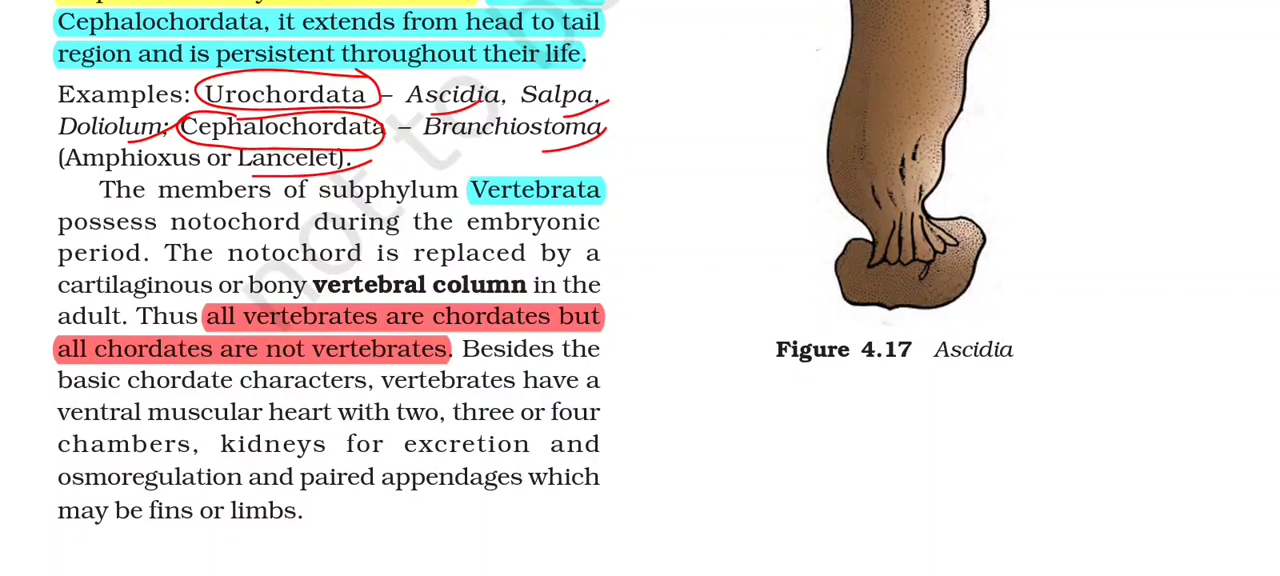 Cephalochordata, it extends from head to tail
region and is persistent throughout their life.
Examples: Urochordata – Ascidia, Salpa,
Doliolum; Cephalochordata – Branchiostoma
(Amphioxus or Lancelet).
The members of subphylum Vertebrata
possess notochord during the embryonic
period. The notochord is replaced by a
cartilaginous or bony vertebral column in the
adult. Thus all vertebrates are chordates but
all chordates are not vertebrates. Besides the
basic chordate characters, vertebrates have a
ventral muscular heart with two, three or four
chambers, kidneys for excretion and
osmoregulation and paired appendages which
may be fins or limbs.
Figure 4.17 Ascidia
not to